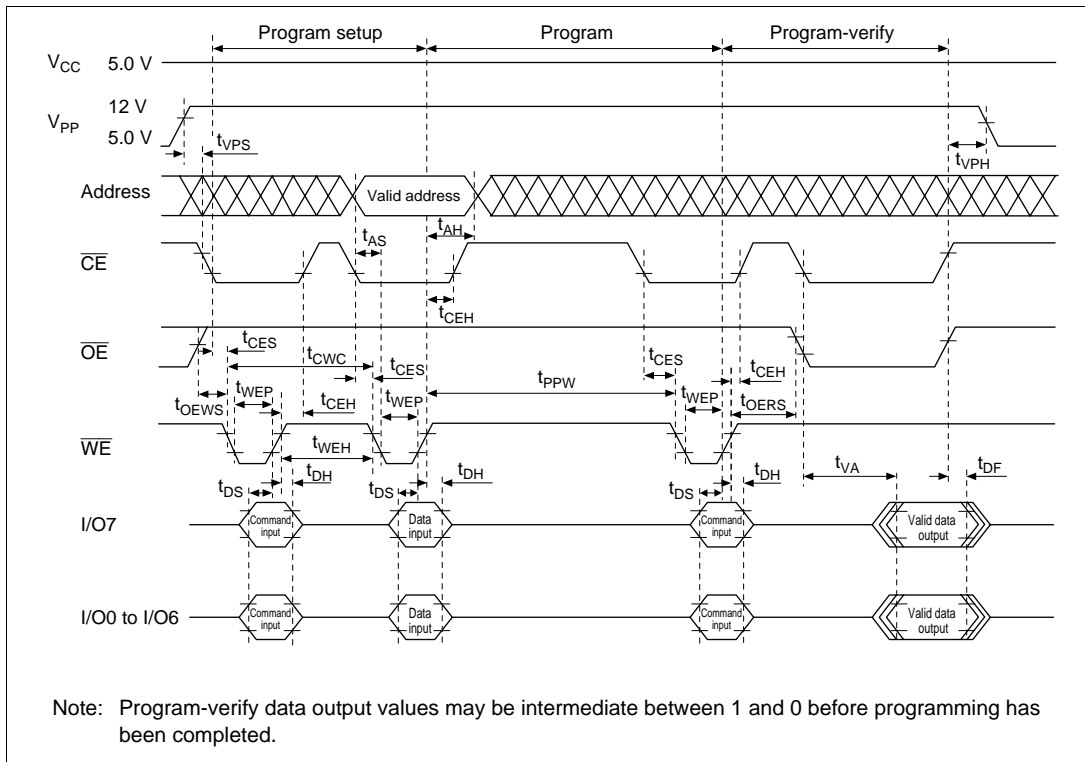 Program setup Program Program-verify
VCC 5.0 V
12 V
VPP
5.0 V
tVPS
tVPH
Address
Valid address
tAS
tAH
CE
tCEH
OE
tCES
tCWC
tCES
tCES
tCEH
tOEWS
tWEP
tCEH
tWEP
tPPW
tWEP
tOERS
WE
tWEH
tDS
tDH
tDS
tDH
tDS
tDH
tVA
tDF
I/O7
Command input
Data input
Command input
Valid data output
I/O0 to I/O6
Command input
Data input
Command input
Valid data output
Note: Program-verify data output values may be intermediate between 1 and 0 before programming has
been completed.